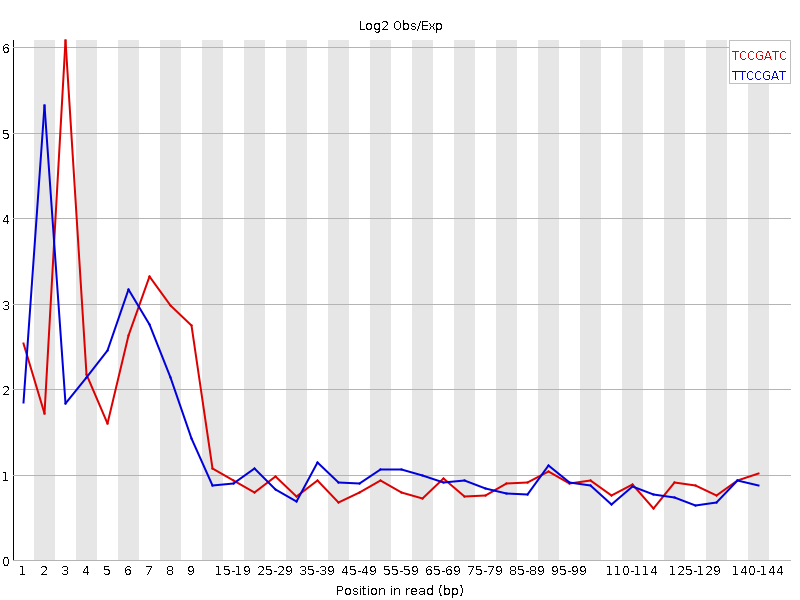 Log2 Obs/Exp
TCCGATC
TTCCGAT
6
5
4
3
2
1
0
1 2 3 4 5 6 7 8 9 15-19 25-29 35-39 45-49 55-59 65-69 75-79 85-89 95-99 110-114 125-129 140-144
Position in read (bp)